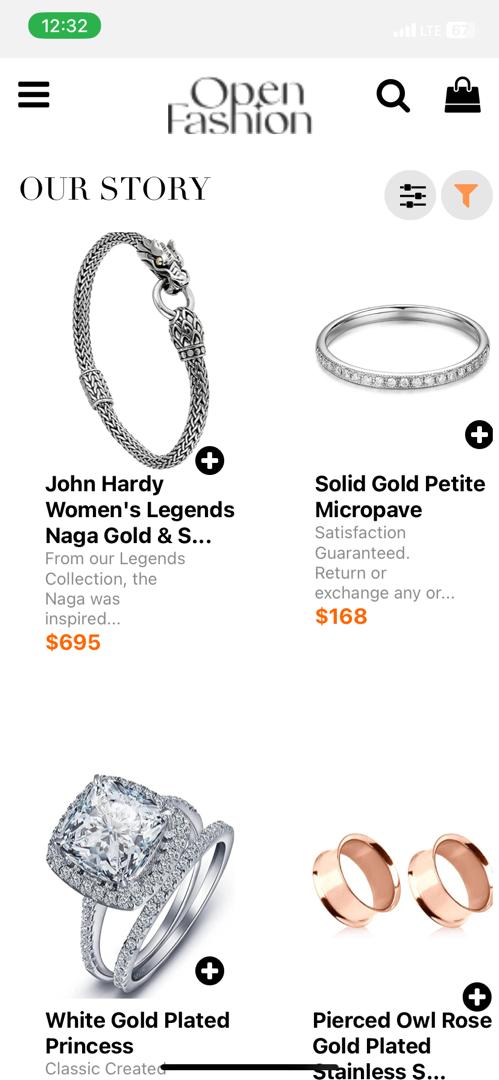 12:32
LTE
67
Open
Fashion
OUR STORY
John Hardy
Women's Legends
Naga Gold & S...
From our Legends
Collection, the
Naga was
inspired...
$695
Solid Gold Petite
Micropave
Satisfaction
Guaranteed.
Return or
exchange any or...
$168
White Gold Plated
Princess
Classic Created
Pierced Owl Rose
Gold Plated
Stainless S...